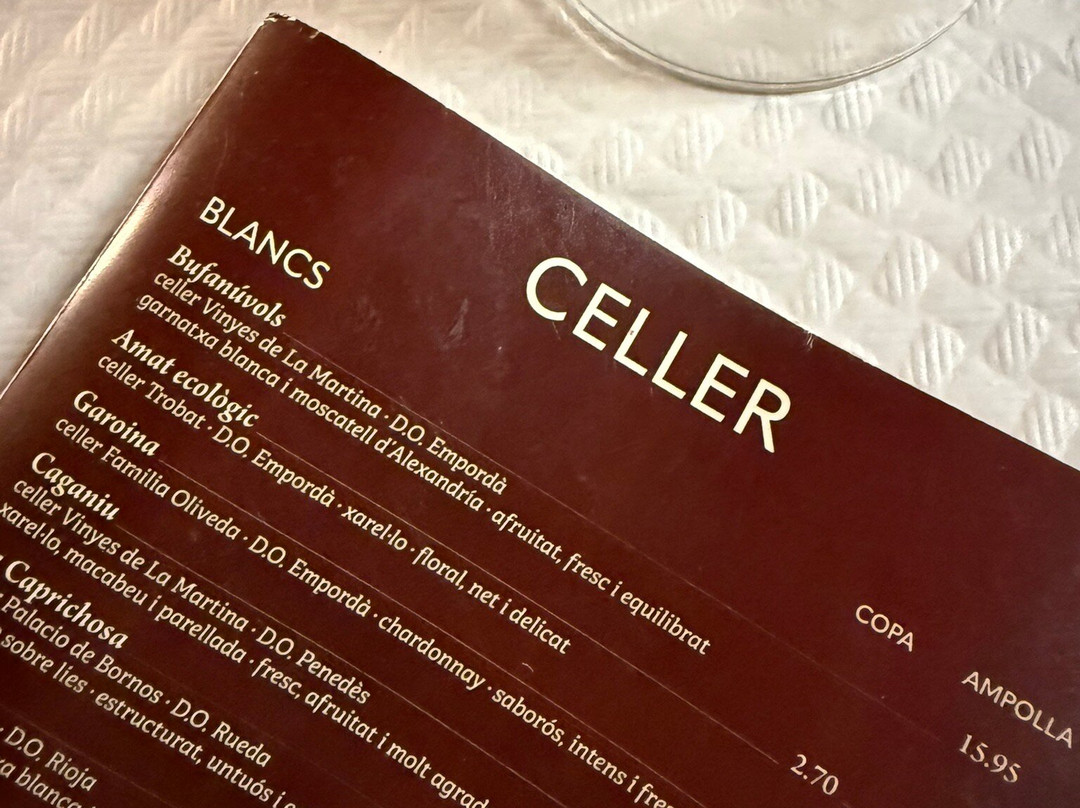 CELLER
BLANCS
COPA
AMPOLLA
Bufanúvols
2.70
15.95
celler Vinyes de La Martina · D.O. Empordà
garnatxa blanca i moscatell d'Alexandría · afruitat, fresc i equilibrat
Amat ecològic
celler Trobat · D.O. Empordà · xarel·lo · floral, net i delicat
Garoina
celler Familia Oliveda · D.O. Empordà · chardonnay · saborós, intens i
Caganiu
celler Vinyes de La Martina · D.O. Penedès
xarel·lo, macabeu i parellada · fresc, afruitat i molt
Caprichosa
Palacio de Bornos · D.O. Rueda
sobre lies · estructurat, untuós i
D.O. Rioja
blanca